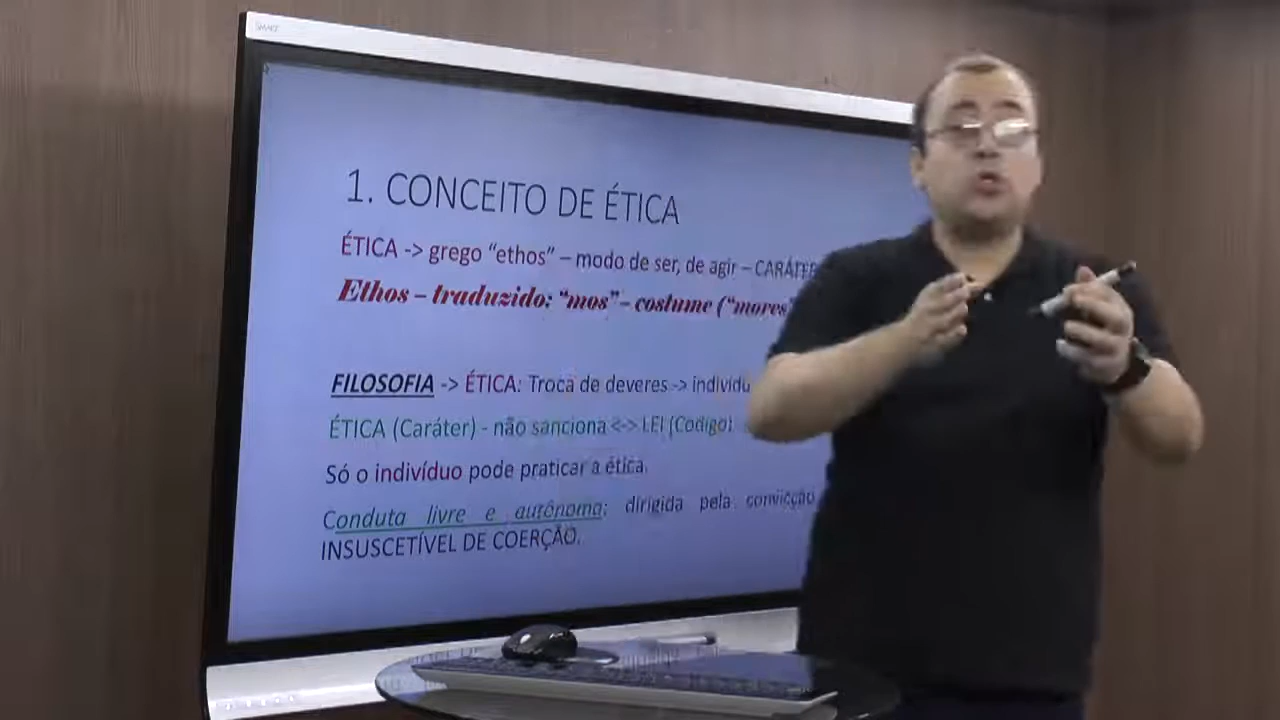 SMART
1. CONCEITO DE ÉTICA
ÉTICA -> grego “ethos” – modo de ser, de agir – CARÁTER
Ethos – traduzido: “mos” – costume (“mores”
FILOSOFIA -> ÉTICA: Troca de deveres -> indivídu
ÉTICA (Caráter) - não sanciona <-> LEI (Código)
Só o indivíduo pode praticar a ética.
Conduta livre e autônoma: dirigida pela convicção
INSUSCETÍVEL DE COERÇÃO.